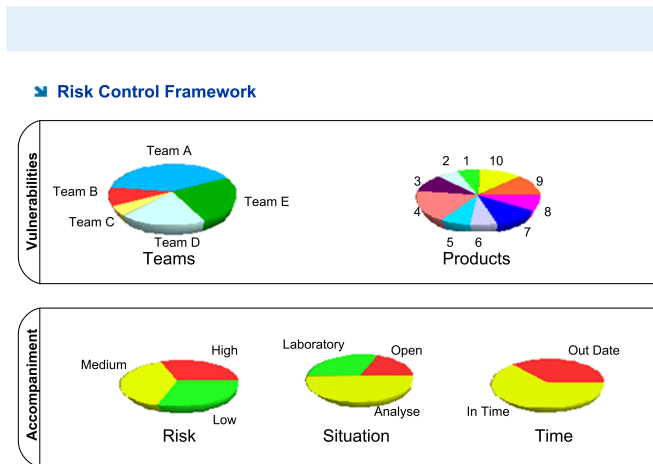 Risk Control Framework
Vulnerabilities
Team A
Team B
Team C
Team D
Team E
Teams
1
2
3
4
5
6
7
8
9
10
Products
Accompaniment
High
Medium
Low
Risk
Laboratory
Open
Analyse
Situation
Out Date
In Time
Time